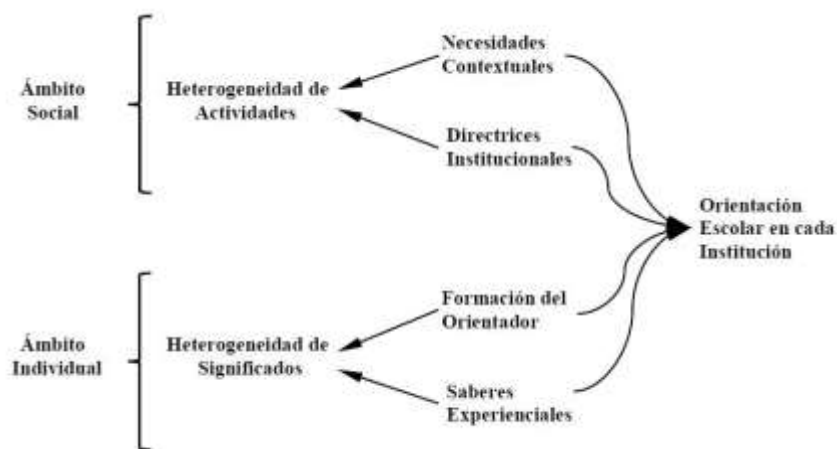 Necesidades
Contextuales
Ámbito
Social
Heterogeneidad de
Actividades
Directrices
Institucionales
Orientación
Escolar en cada
Institución
Formación del
Orientador
Ámbito
Individual
Heterogeneidad de
Significados
Saberes
Experienciales